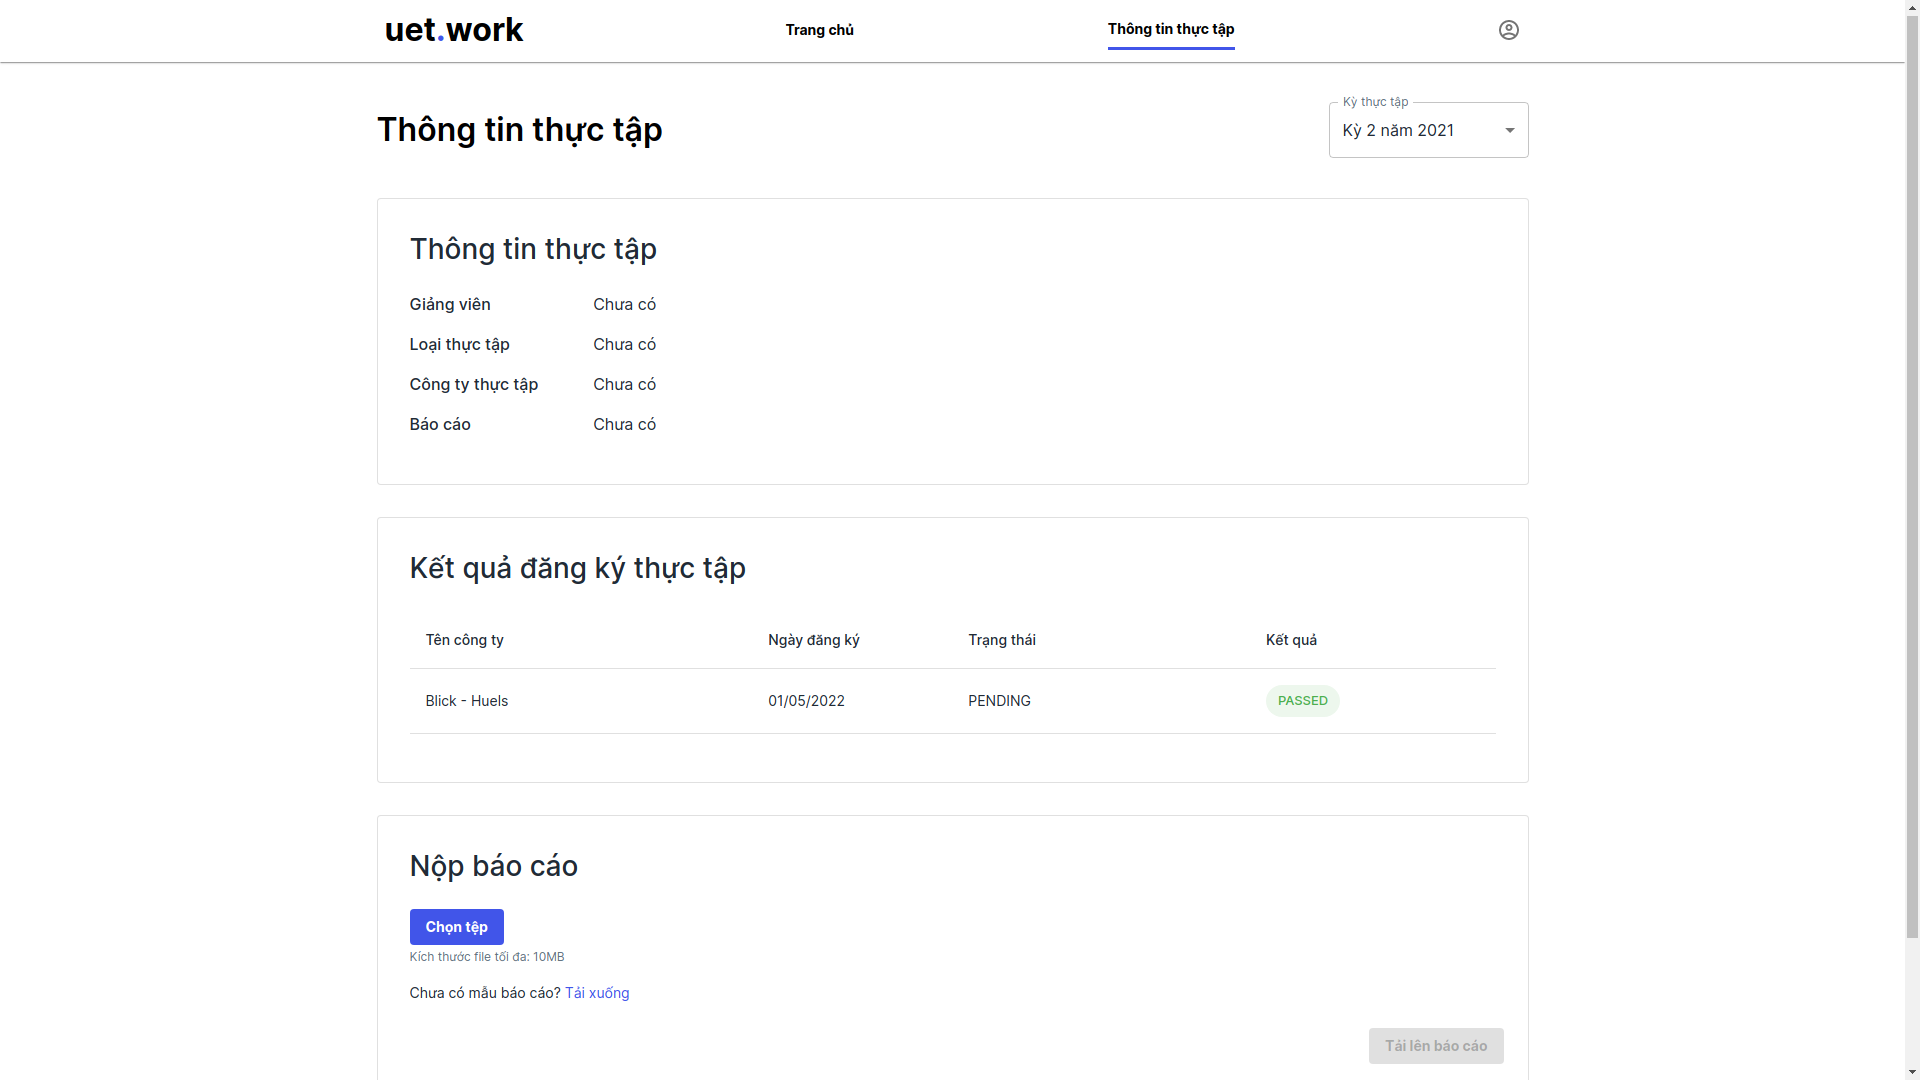 uet.work
Trang chủ
Thông tin thực tập
Thông tin thực tập
Kỳ thực tập
Kỳ 2 năm 2021
Thông tin thực tập
Giảng viên Chưa có
Loại thực tập Chưa có
Công ty thực tập Chưa có
Báo cáo Chưa có
Kết quả đăng ký thực tập
Tên công ty Ngày đăng ký Trạng thái Kết quả
Blick - Huels 01/05/2022 PENDING PASSED
Nộp báo cáo
Chọn tệp
Kích thước file tối đa: 10MB
Chưa có mẫu báo cáo? Tải xuống
Tải lên báo cáo